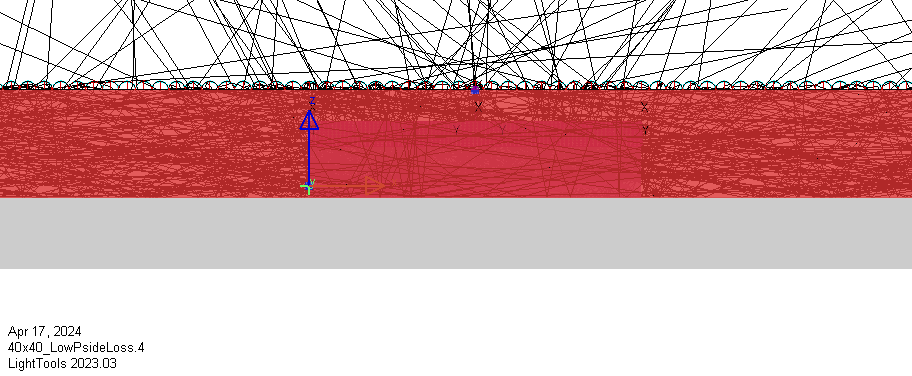 X
X
Y
Y
Y
Apr 17, 2024
40x40_LowPsideLoss.4
LightTools 2023.03